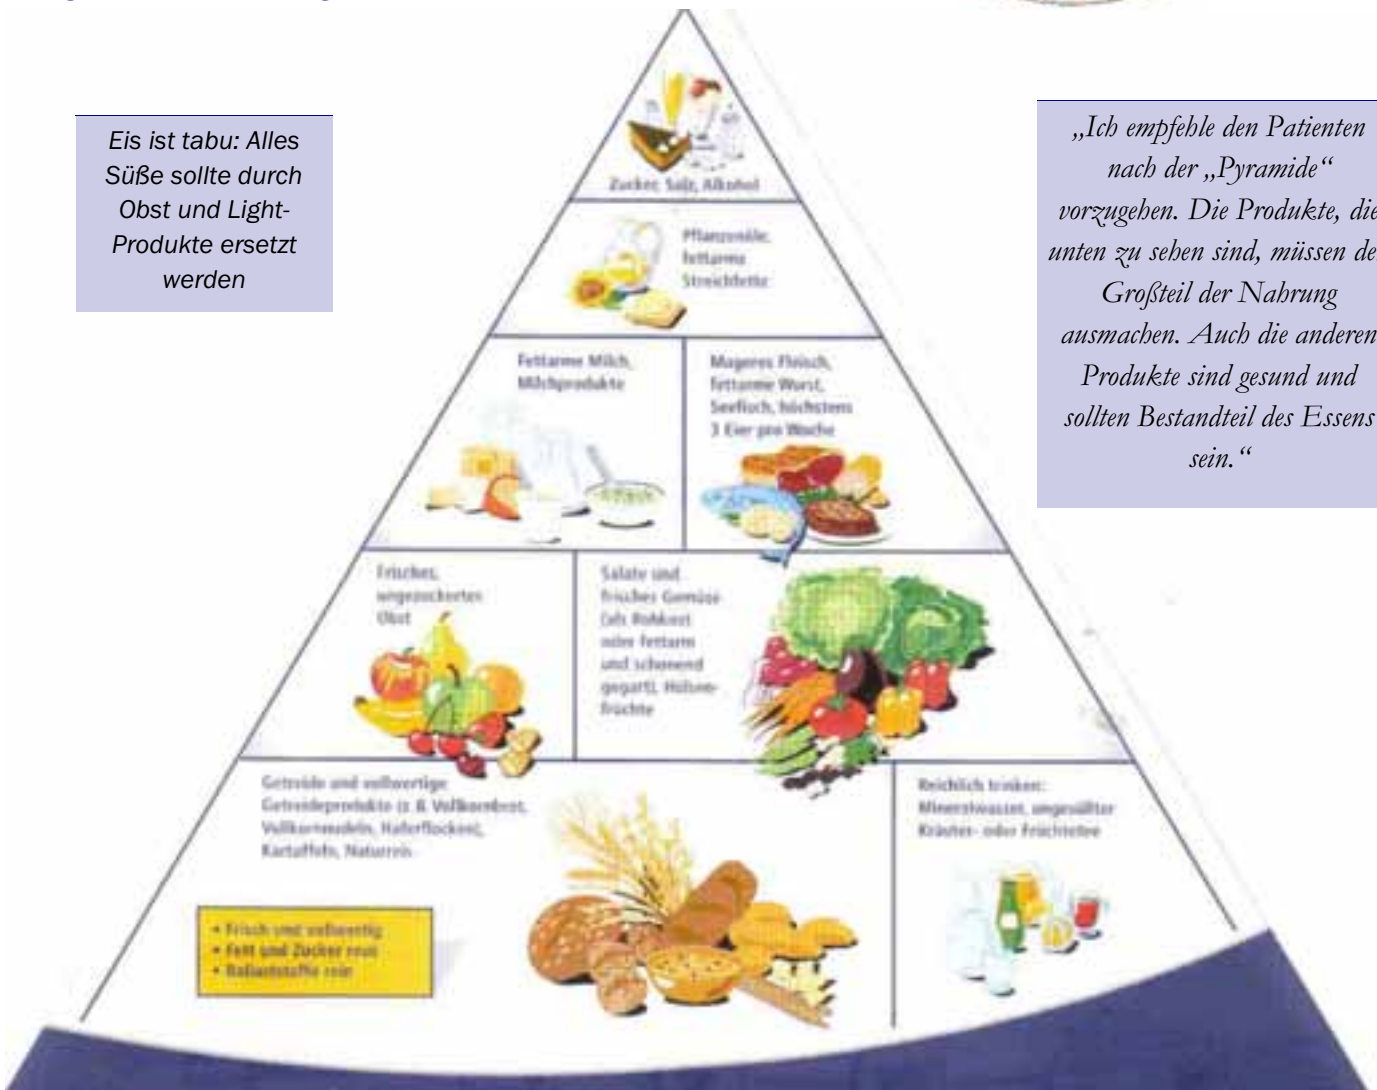 Eis ist tabu: Alles
Süße sollte durch
Obst und Light-
Produkte ersetzt
werden
„Ich empfehle den Patienten
nach der „Pyramide“
vorzugehen. Die Produkte, die
unten zu sehen sind, müssen
Großteil der Nahrung
ausmachen. Auch die anderen
Produkte sind gesund und
sollten Bestandteil des Essens
sein.“
Zucker, Salz, Alkohol
Pflanzenöle,
fettarme
Streichfette
Fettarme Milch,
Milchprodukte
Mageres Fleisch,
fettarme Wurst,
Seefisch, höchstens
3 Eier pro Woche
Frisches,
ungezuckertes
Obst
Salate und
frisches Gemüse
(als Rohkost
oder fettarm
und schonend
gegart), Hülsen-
früchte
Getreide und vollwertige
Getreideprodukte (z. B. Vollkornbrot,
Vollkornnudeln, Haferflocken),
Kartoffeln, Naturreis
• Frisch und vollwertig
• Fett und Zucker raus
• Ballaststoffe rein
Reichlich trinken:
Mineralwasser, ungesüßter
Kräuter- oder Früchtetee